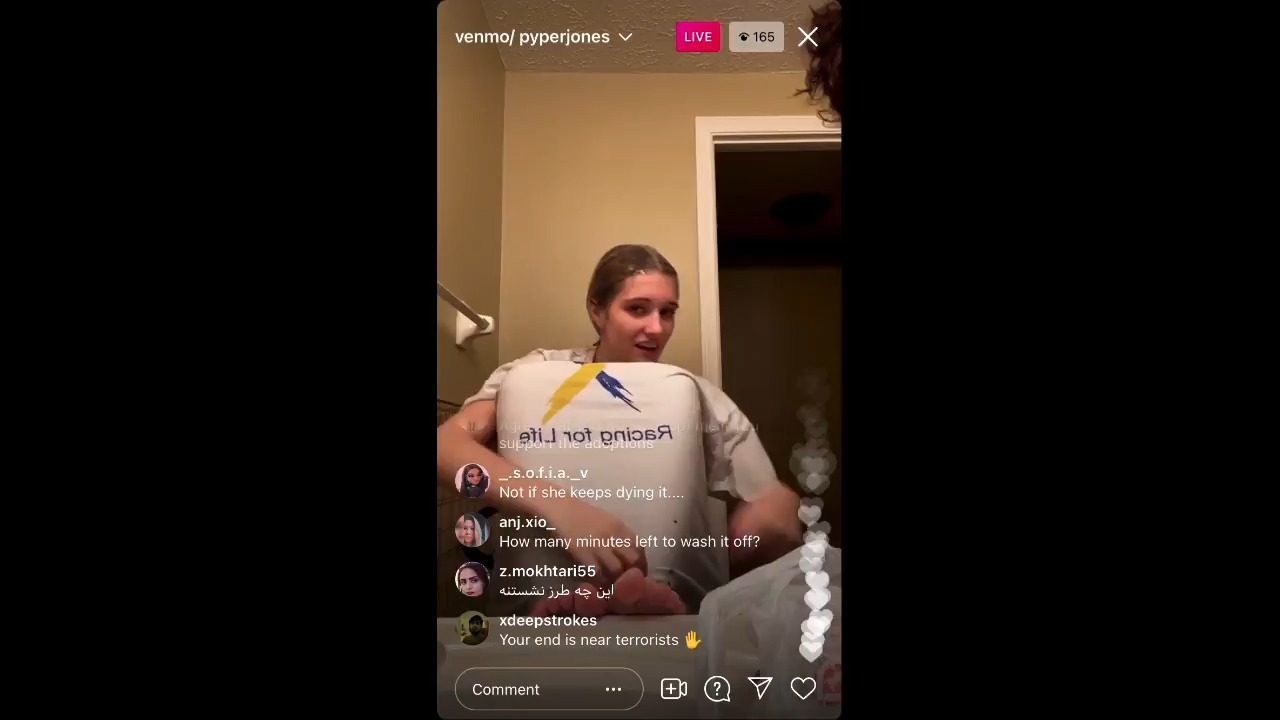 venmo/ pyperjones
LIVE
165
Racing for Life
support the adoptions
_.s.o.f.i.a._v
Not if she keeps dying it....
anj.xio_
How many minutes left to wash it off?
z.mokhtari55
این چه طرز نشستنه
xdeepstrokes
Your end is near terrorists 🖐
Comment